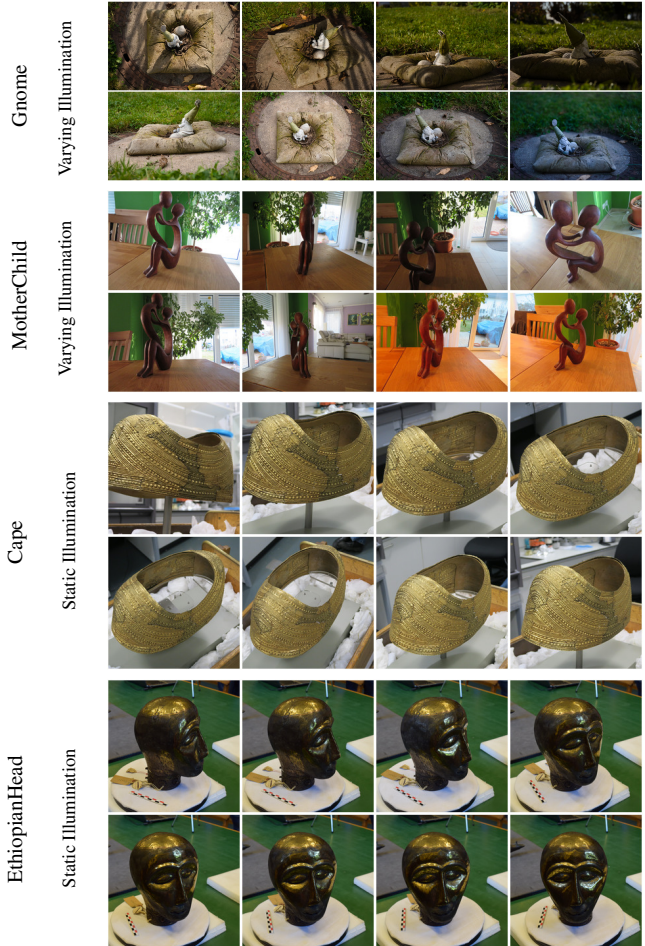 Gnome
Varying Illumination
MotherChild
Varying Illumination
Cape
Static Illumination
EthiopianHead
Static Illumination